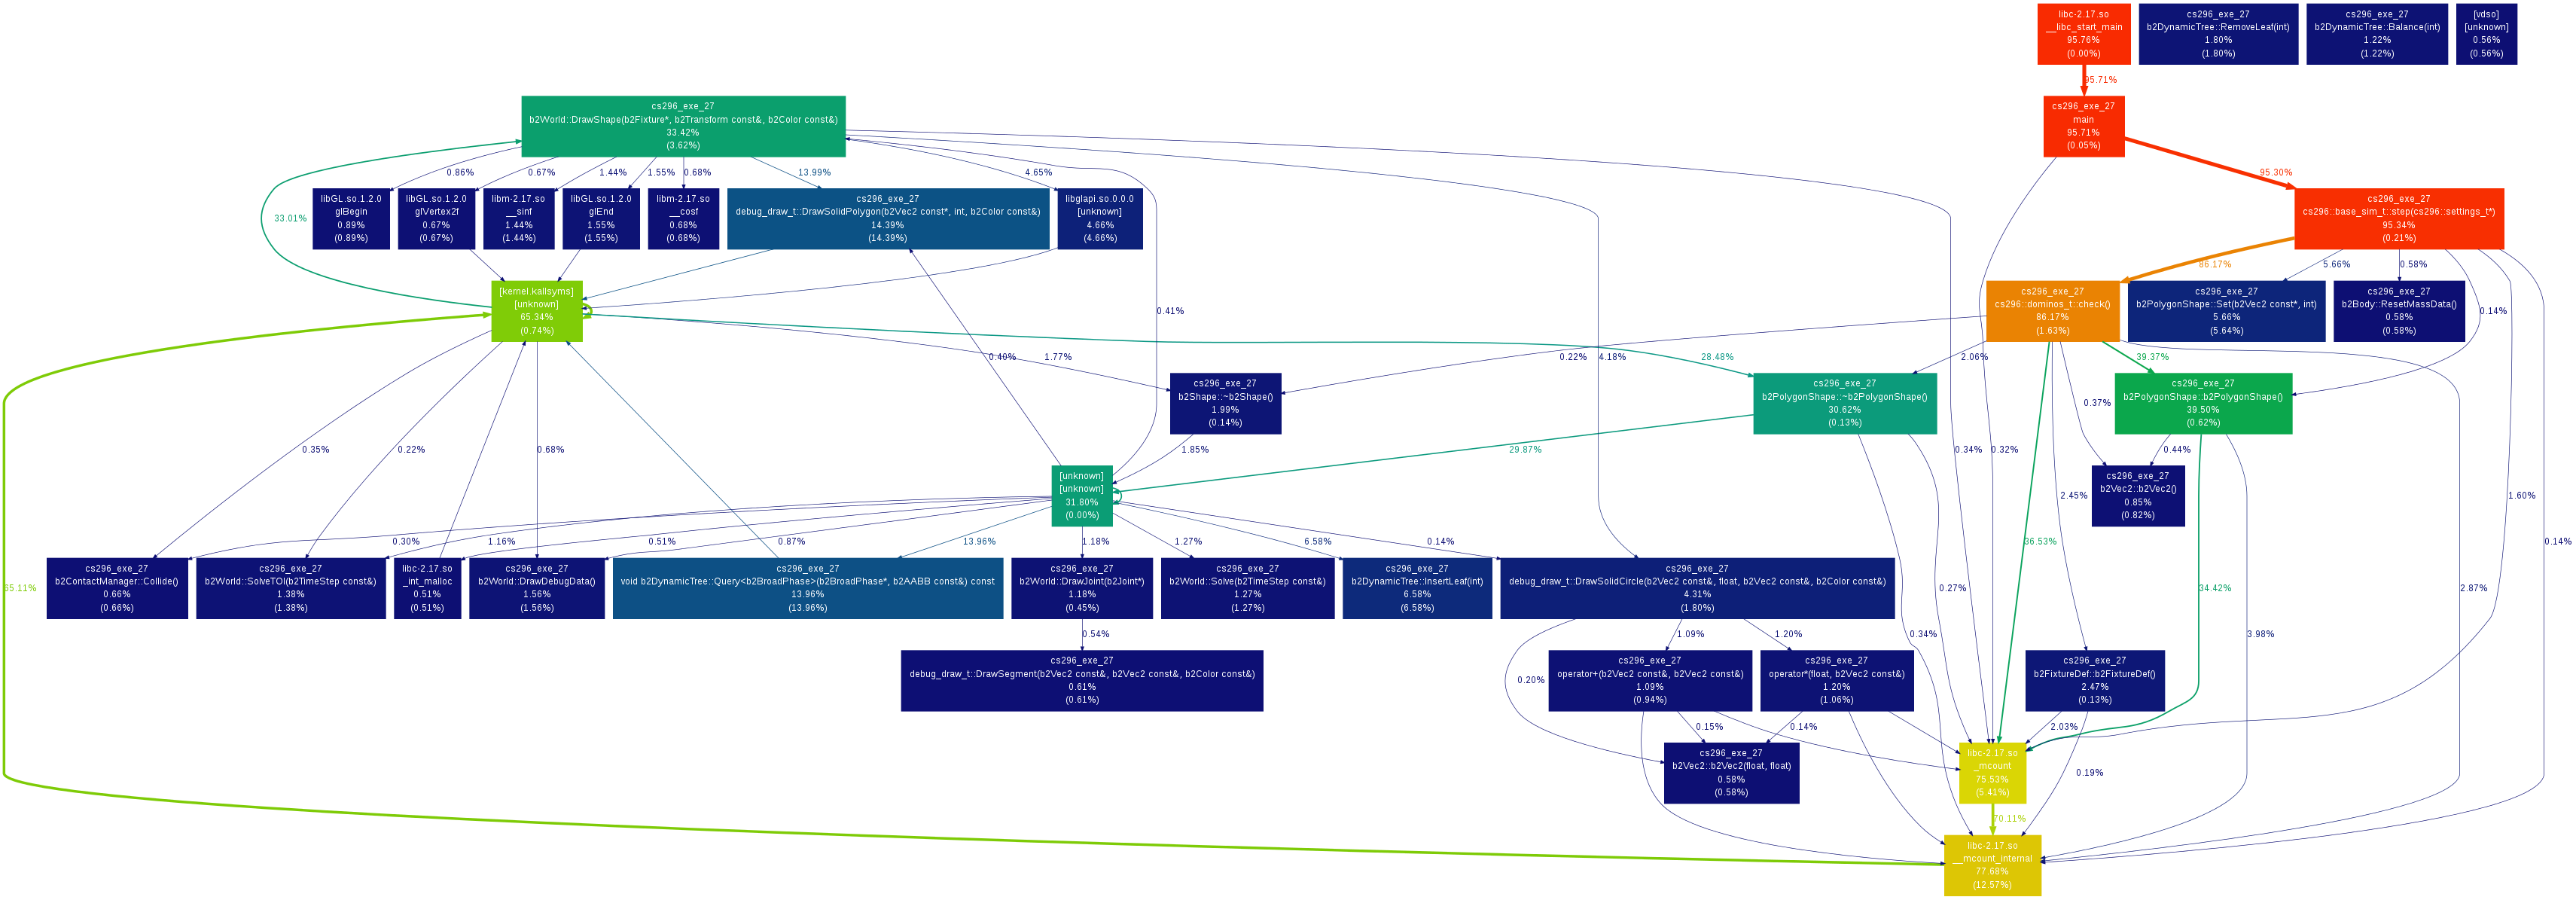 libc-2.17.so
__libc_start_main
95.76%
(0.00%)
cs296_exe_27
b2DynamicTree::RemoveLeaf(int)
1.80%
(1.80%)
cs296_exe_27
b2DynamicTree::Balance(int)
1.22%
(1.22%)
[vdso]
[unknown]
0.56%
(0.56%)
95.71%
cs296_exe_27
b2World::DrawShape(b2Fixture*, b2Transform const&, b2Color const&)
33.42%
(3.62%)
cs296_exe_27
main
95.71%
(0.05%)
0.86%
0.67%
1.44%
1.55%
0.68%
13.99%
4.65%
95.30%
33.01%
libGL.so.1.2.0
glBegin
0.89%
(0.89%)
libGL.so.1.2.0
glVertex2f
0.67%
(0.67%)
libm-2.17.so
__sinf
1.44%
(1.44%)
libGL.so.1.2.0
glEnd
1.55%
(1.55%)
libm-2.17.so
__cosf
0.68%
(0.68%)
cs296_exe_27
debug_draw_t::DrawSolidPolygon(b2Vec2 const*, int, b2Color const&)
14.39%
(14.39%)
libglapi.so.0.0.0
[unknown]
4.66%
(4.66%)
cs296_exe_27
cs296::base_sim_t::step(cs296::settings_t*)
95.34%
(0.21%)
86.17%
5.66%
0.58%
[kernel.kallsyms]
[unknown]
65.34%
(0.74%)
0.41%
cs296_exe_27
cs296::dominos_t::check()
86.17%
(1.63%)
cs296_exe_27
b2PolygonShape::Set(b2Vec2 const*, int)
5.66%
(5.64%)
cs296_exe_27
b2Body::ResetMassData()
0.58%
(0.58%)
0.14%
0.40%
1.77%
28.48%
0.22%
4.18%
2.06%
39.37%
cs296_exe_27
b2Shape::~b2Shape()
1.99%
(0.14%)
cs296_exe_27
b2PolygonShape::~b2PolygonShape()
30.62%
(0.13%)
0.37%
cs296_exe_27
b2PolygonShape::b2PolygonShape()
39.50%
(0.62%)
0.35%
0.22%
0.68%
1.85%
29.87%
0.34%
0.32%
0.44%
[unknown]
[unknown]
31.80%
(0.00%)
2.45%
cs296_exe_27
b2Vec2::b2Vec2()
0.85%
(0.82%)
1.60%
0.30%
1.16%
0.51%
0.87%
13.96%
1.18%
1.27%
6.58%
0.14%
36.53%
0.14%
65.11%
cs296_exe_27
b2ContactManager::Collide()
0.66%
(0.66%)
cs296_exe_27
b2World::SolveTOI(b2TimeStep const&)
1.38%
(1.38%)
libc-2.17.so
_int_malloc
0.51%
(0.51%)
cs296_exe_27
b2World::DrawDebugData()
1.56%
(1.56%)
cs296_exe_27
void b2DynamicTree::Query<b2BroadPhase>(b2BroadPhase*, b2AABB const&) const
13.96%
(13.96%)
cs296_exe_27
b2World::DrawJoint(b2Joint*)
1.18%
(0.45%)
cs296_exe_27
b2World::Solve(b2TimeStep const&)
1.27%
(1.27%)
cs296_exe_27
b2DynamicTree::InsertLeaf(int)
6.58%
(6.58%)
cs296_exe_27
debug_draw_t::DrawSolidCircle(b2Vec2 const&, float, b2Vec2 const&, b2Color const&)
4.31%
(1.80%)
0.27%
34.42%
2.87%
0.54%
1.09%
1.20%
0.34%
3.98%
cs296_exe_27
debug_draw_t::DrawSegment(b2Vec2 const&, b2Vec2 const&, b2Color const&)
0.61%
(0.61%)
0.20%
cs296_exe_27
operator+(b2Vec2 const&, b2Vec2 const&)
1.09%
(0.94%)
cs296_exe_27
operator*(float, b2Vec2 const&)
1.20%
(1.06%)
cs296_exe_27
b2FixtureDef::b2FixtureDef()
2.47%
(0.13%)
0.15%
0.14%
2.03%
cs296_exe_27
b2Vec2::b2Vec2(float, float)
0.58%
(0.58%)
libc-2.17.so
_mcount
75.53%
(5.41%)
0.19%
70.11%
libc-2.17.so
__mcount_internal
77.68%
(12.57%)